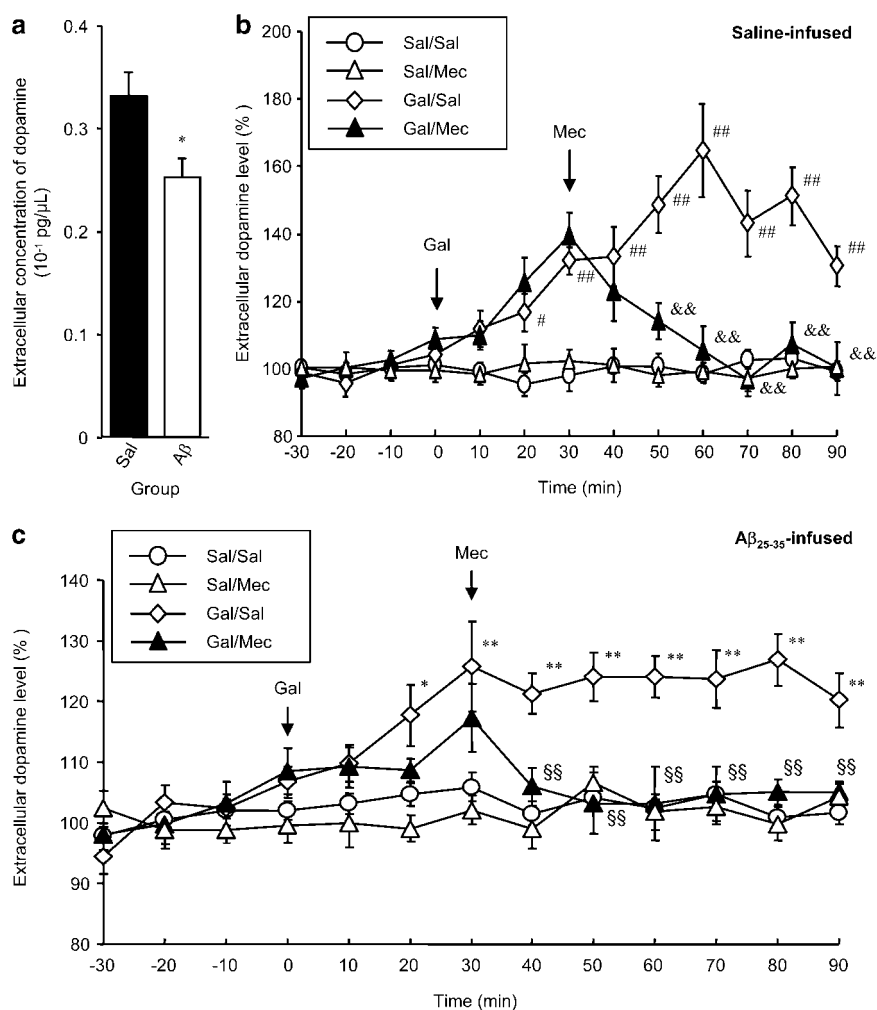 a
Extracellular concentration of dopamine
(10⁻¹ pg/µL)
0.4
0.3
0.2
0.1
0
Sal
Aβ
*
Group
b
Saline-infused
Sal/Sal
Sal/Mec
Gal/Sal
Gal/Mec
Extracellular dopamine level (% )
200
180
160
140
120
100
80
Gal
Mec
#
##
##
##
##
##
##
##
&&
&&
&&
&&
&&
-30 -20 -10 0 10 20 30 40 50 60 70 80 90
Time (min)
c
Aβ₂₅₋₃₅-infused
Sal/Sal
Sal/Mec
Gal/Sal
Gal/Mec
Extracellular dopamine level (% )
140
130
120
110
100
90
80
Gal
Mec
*
**
**
**
**
**
**
**
§§
§§
§§
§§
§§
§§
-30 -20 -10 0 10 20 30 40 50 60 70 80 90
Time (min)